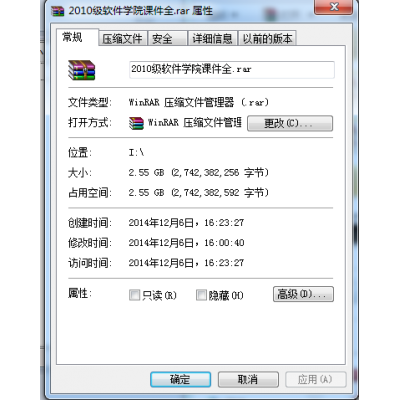 2010级软件学院课件全.rar 属性
常规 压缩文件 安全 详细信息 以前的版本
2010级软件学院课件全.rar
文件类型: WinRAR 压缩文件管理器 (.rar)
打开方式: WinRAR 压缩文件管理 更改(C)...
位置: I:\
大小: 2.55 GB (2,742,382,256 字节)
占用空间: 2.55 GB (2,742,382,592 字节)
创建时间: 2014年12月6日，16:23:27
修改时间: 2014年12月6日，16:00:40
访问时间: 2014年12月6日，16:23:27
属性: 只读(R) 隐藏(H) 高级(D)...
确定 取消 应用(A)